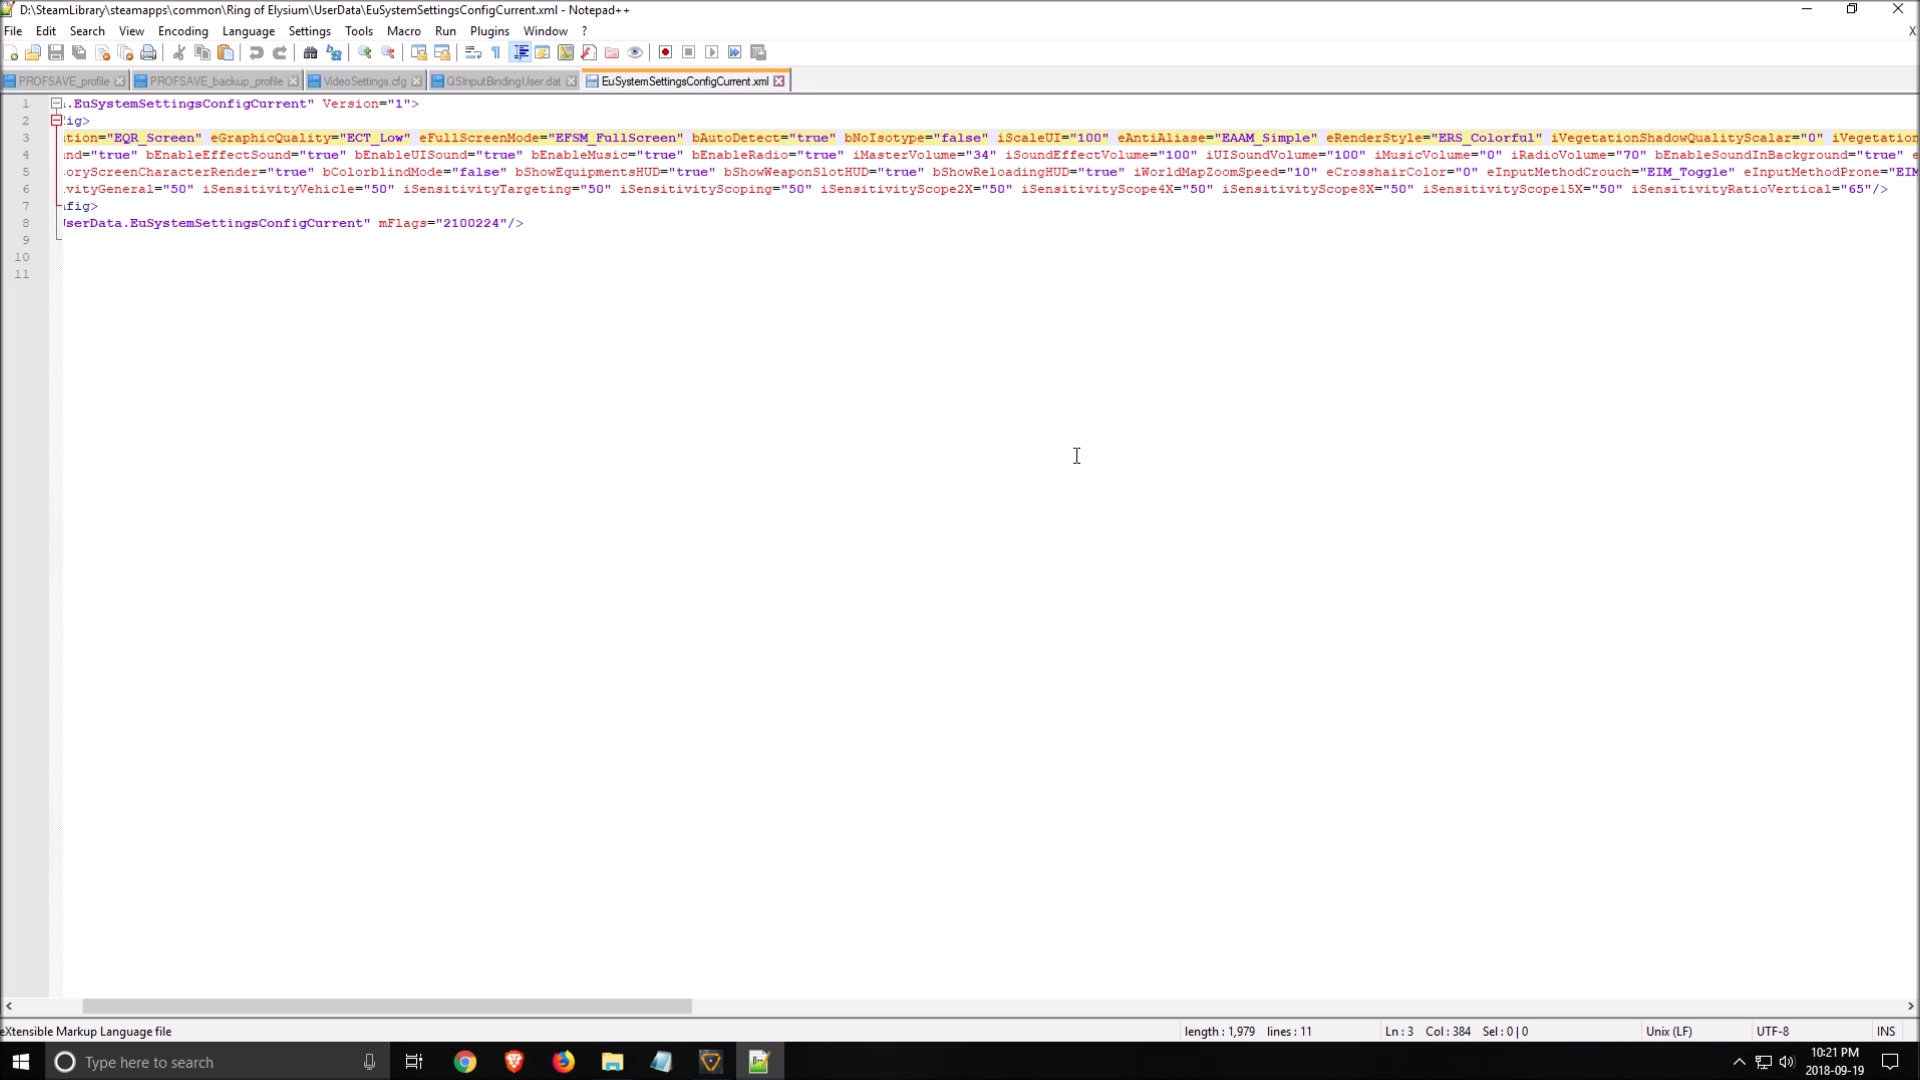 D:\SteamLibrary\steamapps\common\Ring of Elysium\UserData\EuSystemSettingsConfigCurrent.xml - Notepad++
File Edit Search View Encoding Language Settings Tools Macro Run Plugins Window ? X
PROFSAVE_profile PROFSAVE_backup_profile VideoSettings.cfg QSInputBindingUser.dat EuSystemSettingsConfigCurrent.xml
1 .EuSystemSettingsConfigCurrent" Version="1">
2 fig>
3 tion="EQR_Screen" eGraphicQuality="ECT_Low" eFullScreenMode="EFSM_FullScreen" bAutoDetect="true" bNoIsotype="false" iScaleUI="100" eAntiAliase="EAAM_Simple" eRenderStyle="ERS_Colorful" iVegetationShadowQualityScalar="0" iVegetation
4 nd="true" bEnableEffectSound="true" bEnableUISound="true" bEnableMusic="true" bEnableRadio="true" iMasterVolume="34" iSoundEffectVolume="100" iUISoundVolume="100" iMusicVolume="0" iRadioVolume="70" bEnableSoundInBackground="true" e
5 oryScreenCharacterRender="true" bColorblindMode="false" bShowEquipmentsHUD="true" bShowWeaponSlotHUD="true" bShowReloadingHUD="true" iWorldMapZoomSpeed="10" eCrosshairColor="0" eInputMethodCrouch="EIM_Toggle" eInputMethodProne="EIM
6 vityGeneral="50" iSensitivityVehicle="50" iSensitivityTargeting="50" iSensitivityScoping="50" iSensitivityScope2X="50" iSensitivityScope4X="50" iSensitivityScope8X="50" iSensitivityScope15X="50" iSensitivityRatioVertical="65"/>
7 fig>
8 serData.EuSystemSettingsConfigCurrent" mFlags="2100224"/>
9
10
11
eXtensible Markup Language file length : 1,979 lines : 11 Ln : 3 Col : 384 Sel : 0 | 0 Unix (LF) UTF-8 INS
Type here to search 10:21 PM
2018-09-19